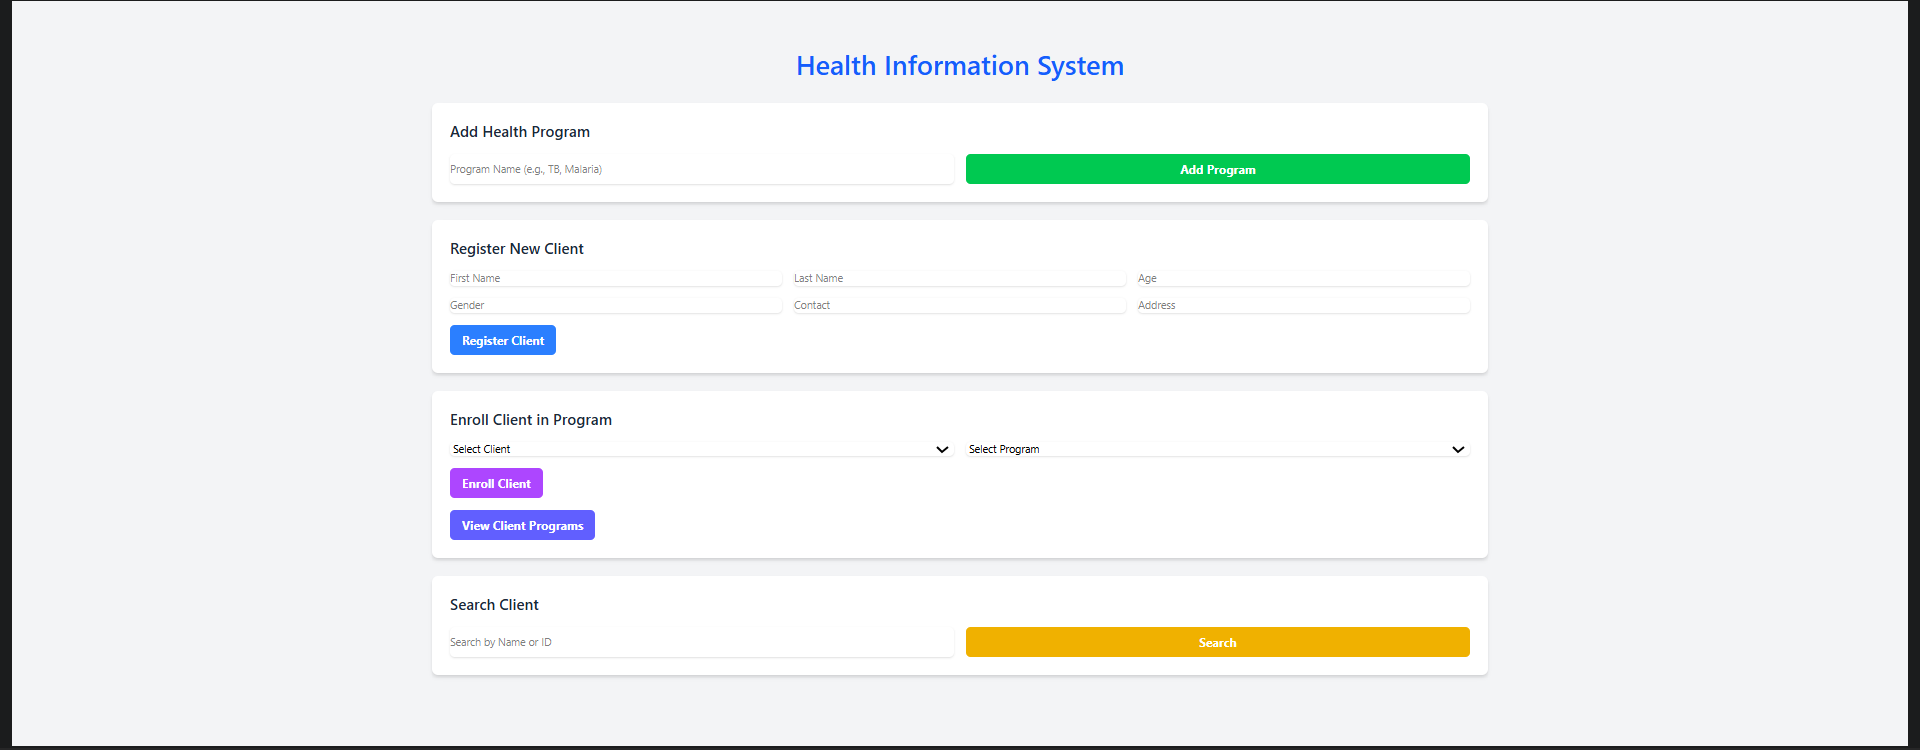 Health Information System
Add Health Program
Program Name (e.g., TB, Malaria)
Add Program
Register New Client
First Name
Last Name
Age
Gender
Contact
Address
Register Client
Enroll Client in Program
Select Client
Select Program
Enroll Client
View Client Programs
Search Client
Search by Name or ID
Search